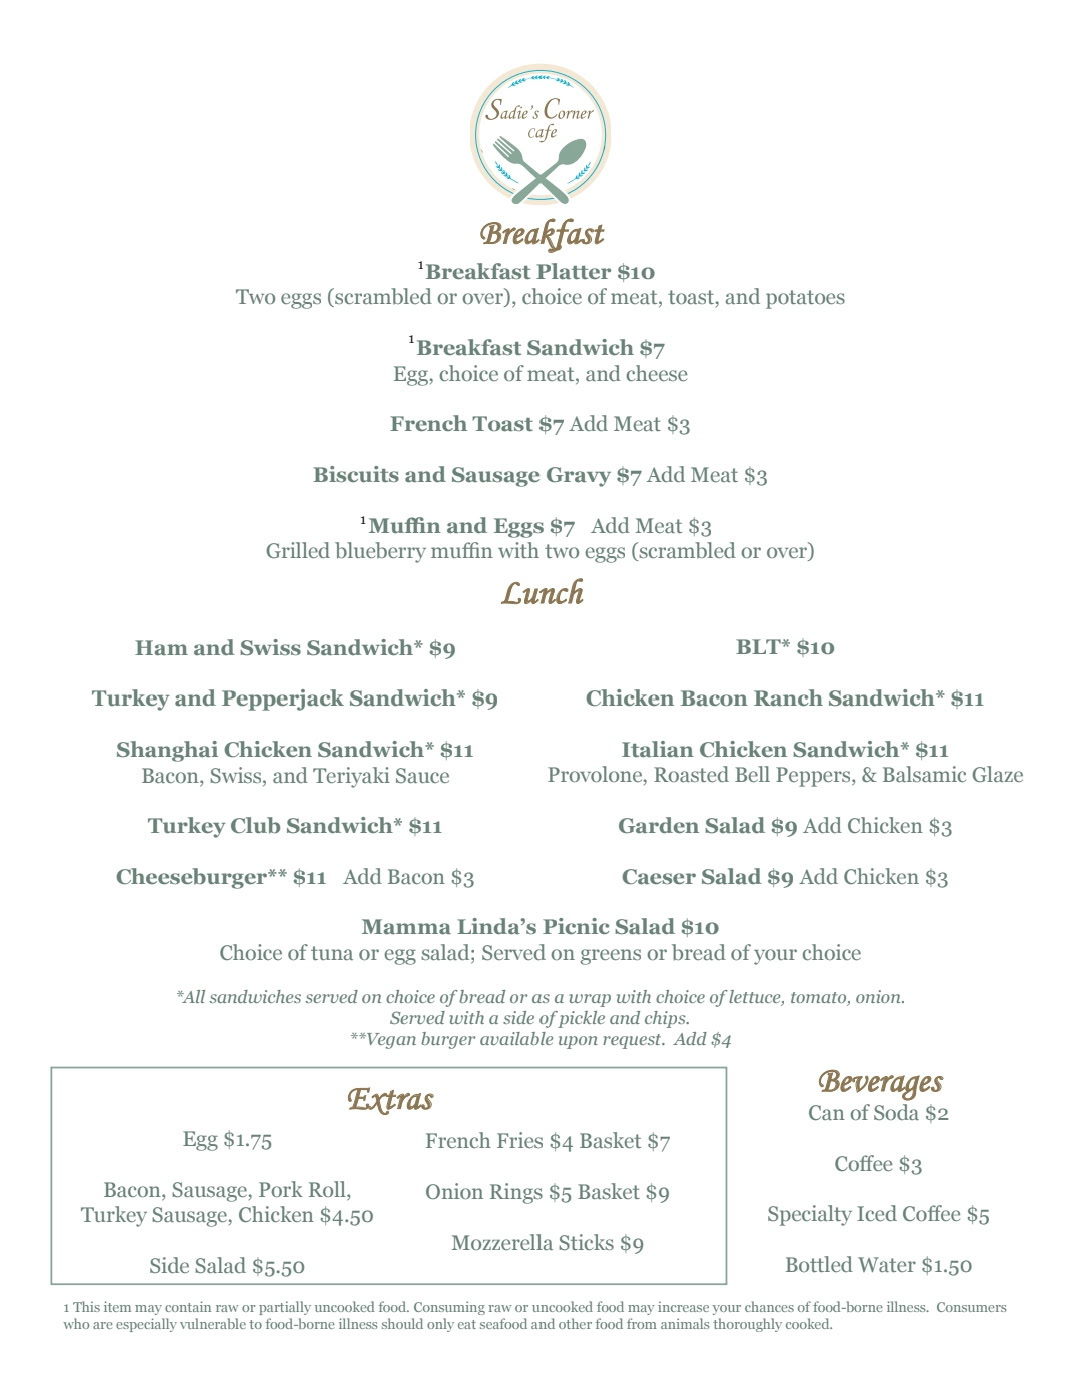 Sadie's Corner
Cafe
Breakfast
¹Breakfast Platter $10
Two eggs (scrambled or over), choice of meat, toast, and potatoes
¹Breakfast Sandwich $7
Egg, choice of meat, and cheese
French Toast $7 Add Meat $3
Biscuits and Sausage Gravy $7 Add Meat $3
¹Muffin and Eggs $7 Add Meat $3
Grilled blueberry muffin with two eggs (scrambled or over)
Lunch
Ham and Swiss Sandwich* $9
Turkey and Pepperjack Sandwich* $9
Shanghai Chicken Sandwich* $11
Bacon, Swiss, and Teriyaki Sauce
Turkey Club Sandwich* $11
Cheeseburger** $11 Add Bacon $3
BLT* $10
Chicken Bacon Ranch Sandwich* $11
Italian Chicken Sandwich* $11
Provolone, Roasted Bell Peppers, & Balsamic Glaze
Garden Salad $9 Add Chicken $3
Caeser Salad $9 Add Chicken $3
Mamma Linda's Picnic Salad $10
Choice of tuna or egg salad; Served on greens or bread of your choice
*All sandwiches served on choice of bread or as a wrap with choice of lettuce, tomato, onion.
Served with a side of pickle and chips.
**Vegan burger available upon request. Add $4
Extras
Egg $1.75
Bacon, Sausage, Pork Roll,
Turkey Sausage, Chicken $4.50
Side Salad $5.50
French Fries $4 Basket $7
Onion Rings $5 Basket $9
Mozzerella Sticks $9
Beverages
Can of Soda $2
Coffee $3
Specialty Iced Coffee $5
Bottled Water $1.50
1 This item may contain raw or partially uncooked food. Consuming raw or uncooked food may increase your chances of food-borne illness. Consumers
who are especially vulnerable to food-borne illness should only eat seafood and other food from animals thoroughly cooked.